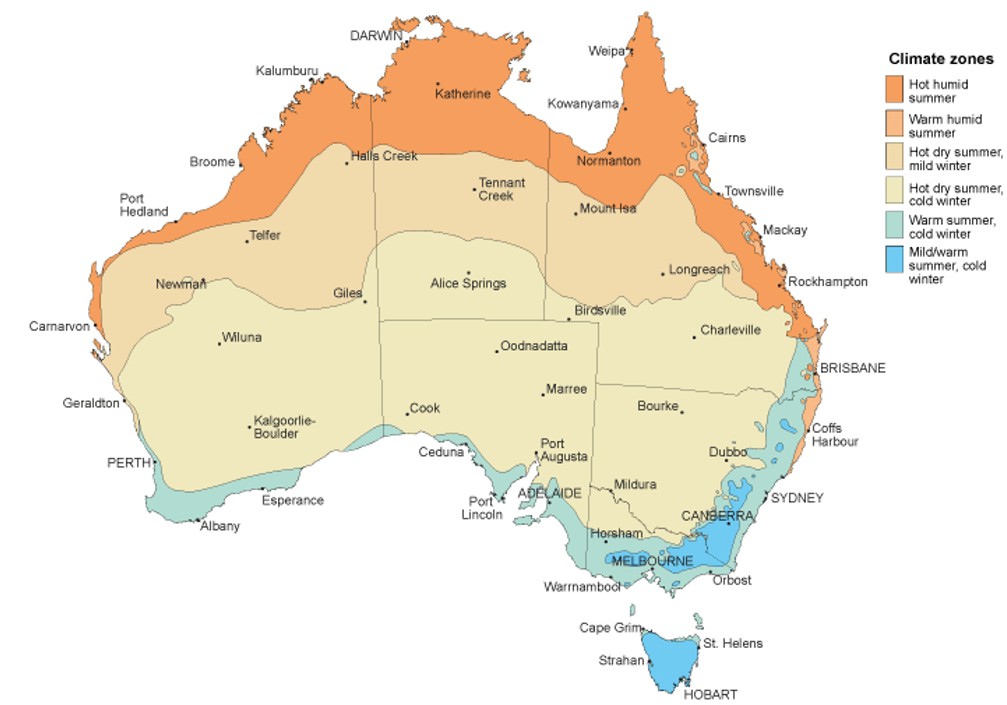 DARWIN
Weipa
Climate zones
Kalumburu
Hot humid
summer
Katherine
Kowanyama
Warm humid
summer
Cairns
Broome
Halls Creek
Normanton
Hot dry summer,
mild winter
Tennant
Creek
Townsville
Hot dry summer,
cold winter
Port
Hedland
Mount Isa
Telfer
Mackay
Warm summer,
cold winter
Newman
Giles
Alice Springs
Longreach
Rockhampton
Mild/warm
summer, cold
winter
Carnarvon
Wiluna
Birdsville
Charleville
Oodnadatta
BRISBANE
Geraldton
Marree
Cook
Bourke
Kalgoorlie-
Boulder
Coffs
Harbour
PERTH
Ceduna
Port
Augusta
Dubbo
Esperance
Port
Lincoln
ADELAIDE
Mildura
SYDNEY
Albany
CANBERRA
Horsham
MELBOURNE
Warrnambool
Orbost
Cape Grim
St. Helens
Strahan
HOBART